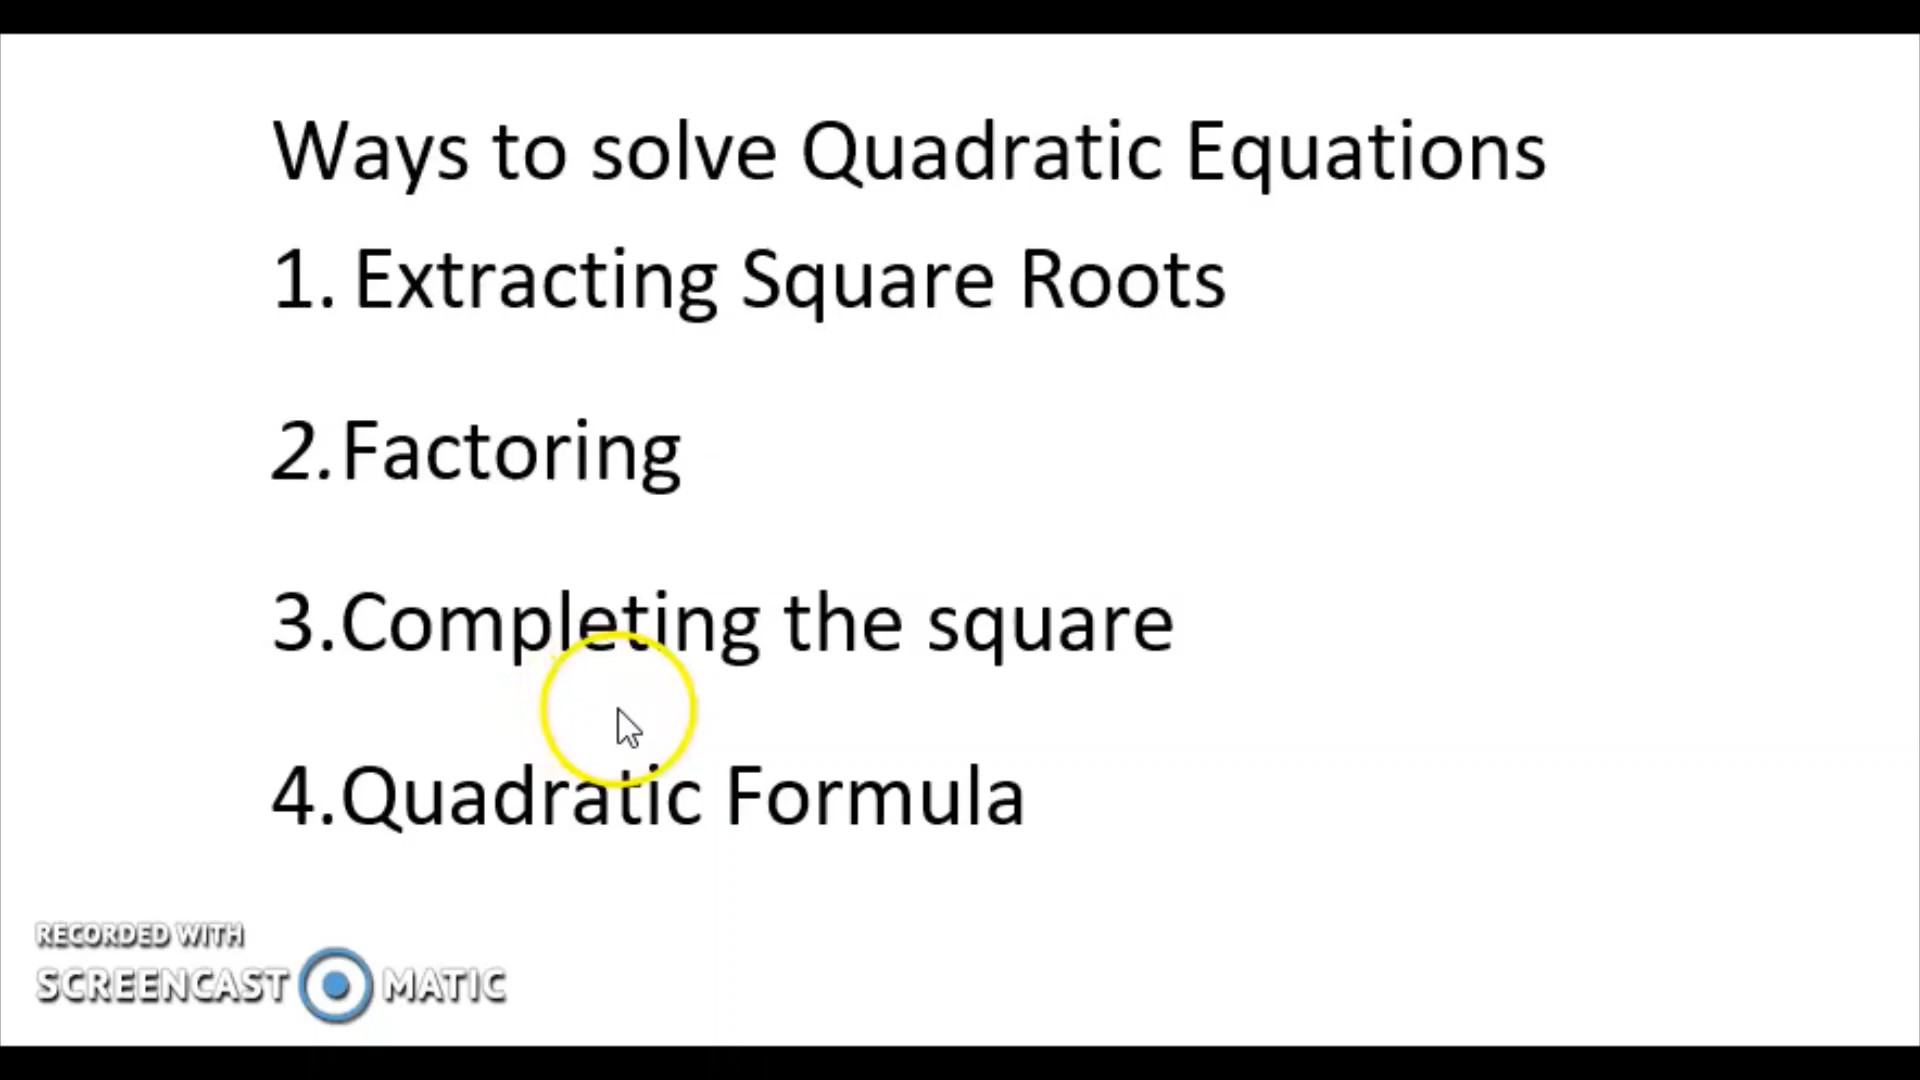 Ways to solve Quadratic Equations
1. Extracting Square Roots
2.Factoring
3.Completing the square
4.Quadratic Formula
RECORDED WITH
SCREENCAST MATIC